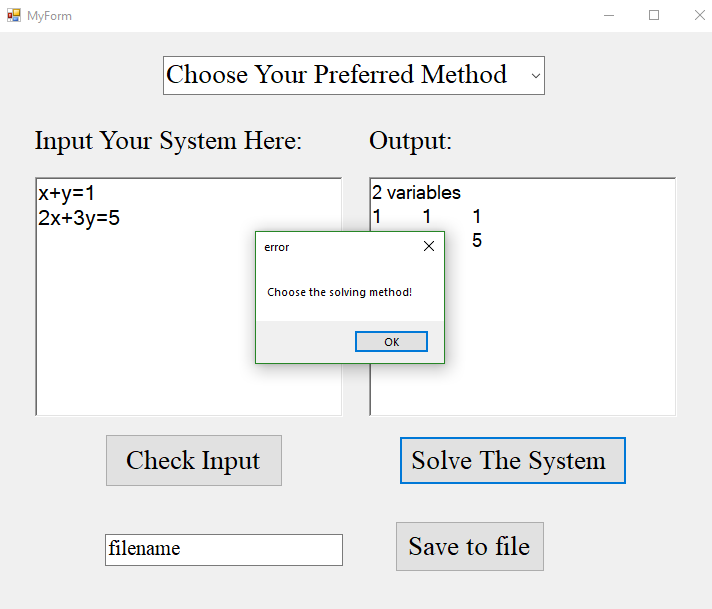 MyForm
Choose Your Preferred Method
Input Your System Here:
Output:
x+y=1
2x+3y=5
2 variables
1 1 1
5
error
Choose the solving method!
OK
Check Input
Solve The System
filename
Save to file